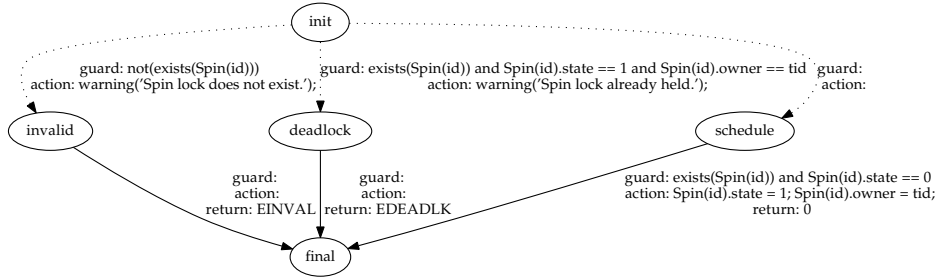 init
guard: not(exists(Spin(id)))
action: warning('Spin lock does not exist.');
guard: exists(Spin(id)) and Spin(id).state == 1 and Spin(id).owner == tid
action: warning('Spin lock already held.');
guard:
action:
invalid
deadlock
schedule
guard:
action:
return: EINVAL
guard:
action:
return: EDEADLK
guard: exists(Spin(id)) and Spin(id).state == 0
action: Spin(id).state = 1; Spin(id).owner = tid;
return: 0
final